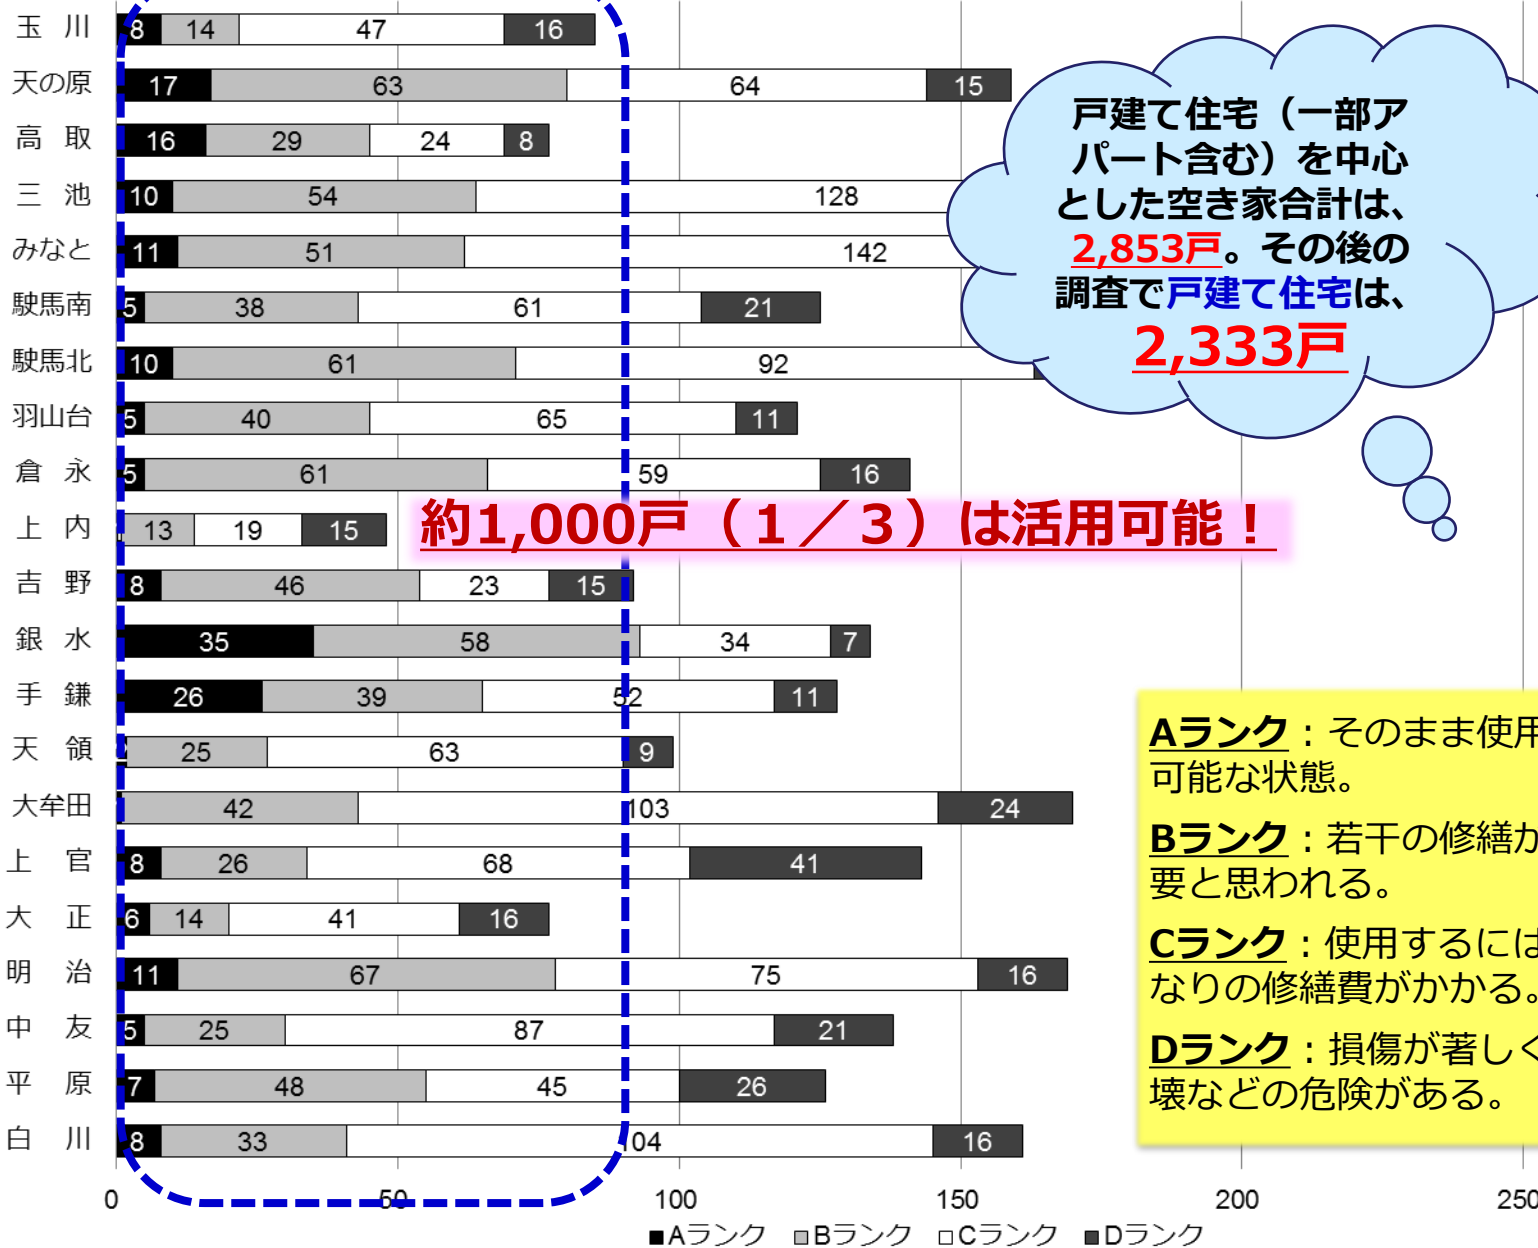 玉 川 8 14 47 16
天の原 17 63 64 15
高 取 16 29 24 8
三 池 10 54 128
みなと 11 51 142
駛馬南 5 38 61 21
駛馬北 10 61 92
羽山台 5 40 65 11
倉 永 5 61 59 16
上 内 13 19 15
吉 野 8 46 23 15
銀 水 35 58 34 7
手 鎌 26 39 52 11
天 領 25 63 9
大牟田 42 103 24
上 官 8 26 68 41
大 正 6 14 41 16
明 治 11 67 75 16
中 友 5 25 87 21
平 原 7 48 45 26
白 川 8 33 104 16
0 50 100 150 200 250
■Aランク □Bランク □Cランク ■Dランク
戸建て住宅（一部ア
パート含む）を中心
とした空き家合計は、
2,853戸。その後の
調査で戸建て住宅は、
2,333戸
約1,000戸（１／３）は活用可能！
Aランク：そのまま使用
可能な状態。
Bランク：若干の修繕が
要と思われる。
Cランク：使用するには
なりの修繕費がかかる。
Dランク：損傷が著しく
壊などの危険がある。